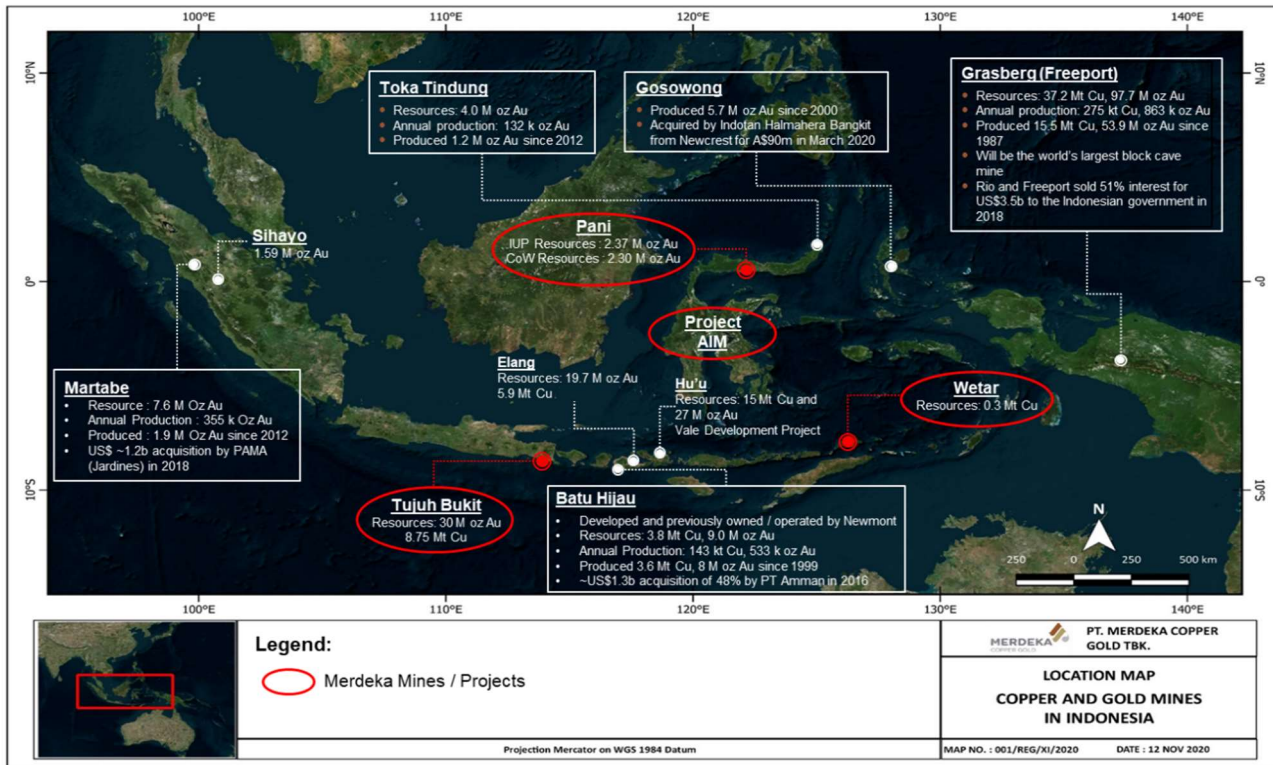 100°E
110°E
120°E
130°E
140°E
10°N
10°N
0°
0°
10°S
10°S
Toka Tindung
Resources: 4.0 M oz Au
Annual production: 132 k oz Au
Produced 1.2 M oz Au since 2012
Gosowong
Produced 5.7 M oz Au since 2000
Acquired by Indotan Halmahera Bangkit
from Newcrest for A$90m in March 2020
Grasberg (Freeport)
Resources: 37.2 Mt Cu, 97.7 M oz Au
Annual production: 275 kt Cu, 863 k oz Au
Produced 15.5 Mt Cu, 53.9 M oz Au since
1987
Will be the world's largest block cave
mine
Rio and Freeport sold 51% interest for
US$3.5b to the Indonesian government in
2018
Sihayo
1.59 M oz Au
Pani
IUP Resources : 2.37 M oz Au
CoW Resources : 2.30 M oz Au
Project
AIM
Martabe
Resource : 7.6 M Oz Au
Annual Production : 355 k Oz Au
Produced : 1.9 M Oz Au since 2012
US$ ~1.2b acquisition by PAMA
(Jardines) in 2018
Elang
Resources: 19.7 M oz Au
5.9 Mt Cu
Hu'u
Resources: 15 Mt Cu and
27 M oz Au
Vale Development Project
Wetar
Resources: 0.3 Mt Cu
Tujuh Bukit
Resources: 30 M oz Au
8.75 Mt Cu
Batu Hijau
Developed and previously owned / operated by Newmont
Resources: 3.8 Mt Cu, 9.0 M oz Au
Annual Production: 143 kt Cu, 533 k oz Au
Produced 3.6 Mt Cu, 8 M oz Au since 1999
~US$1.3b acquisition of 48% by PT Amman in 2016
N
250 0 250 500 km
100°E
110°E
120°E
130°E
140°E
Legend:
Merdeka Mines / Projects
Projection Mercator on WGS 1984 Datum
MERDEKA
COPPER GOLD
PT. MERDEKA COPPER
GOLD TBK.
LOCATION MAP
COPPER AND GOLD MINES
IN INDONESIA
MAP NO. : 001/REG/XI/2020 DATE : 12 NOV 2020